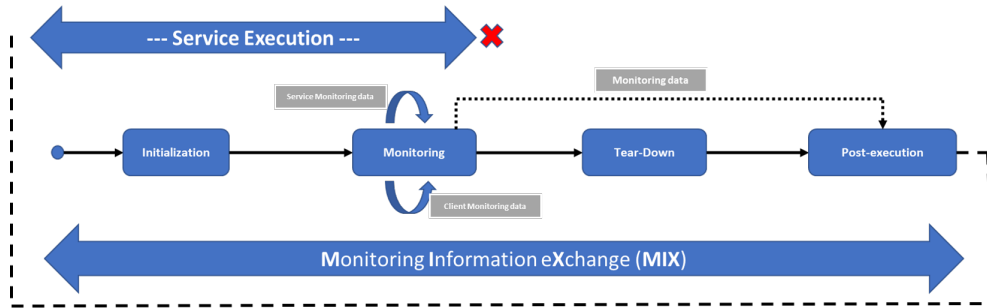 --- Service Execution ---
Monitoring data
Service Monitoring data
Initialization
Monitoring
Tear-Down
Post-execution
Client Monitoring data
Monitoring Information eXchange (MIX)